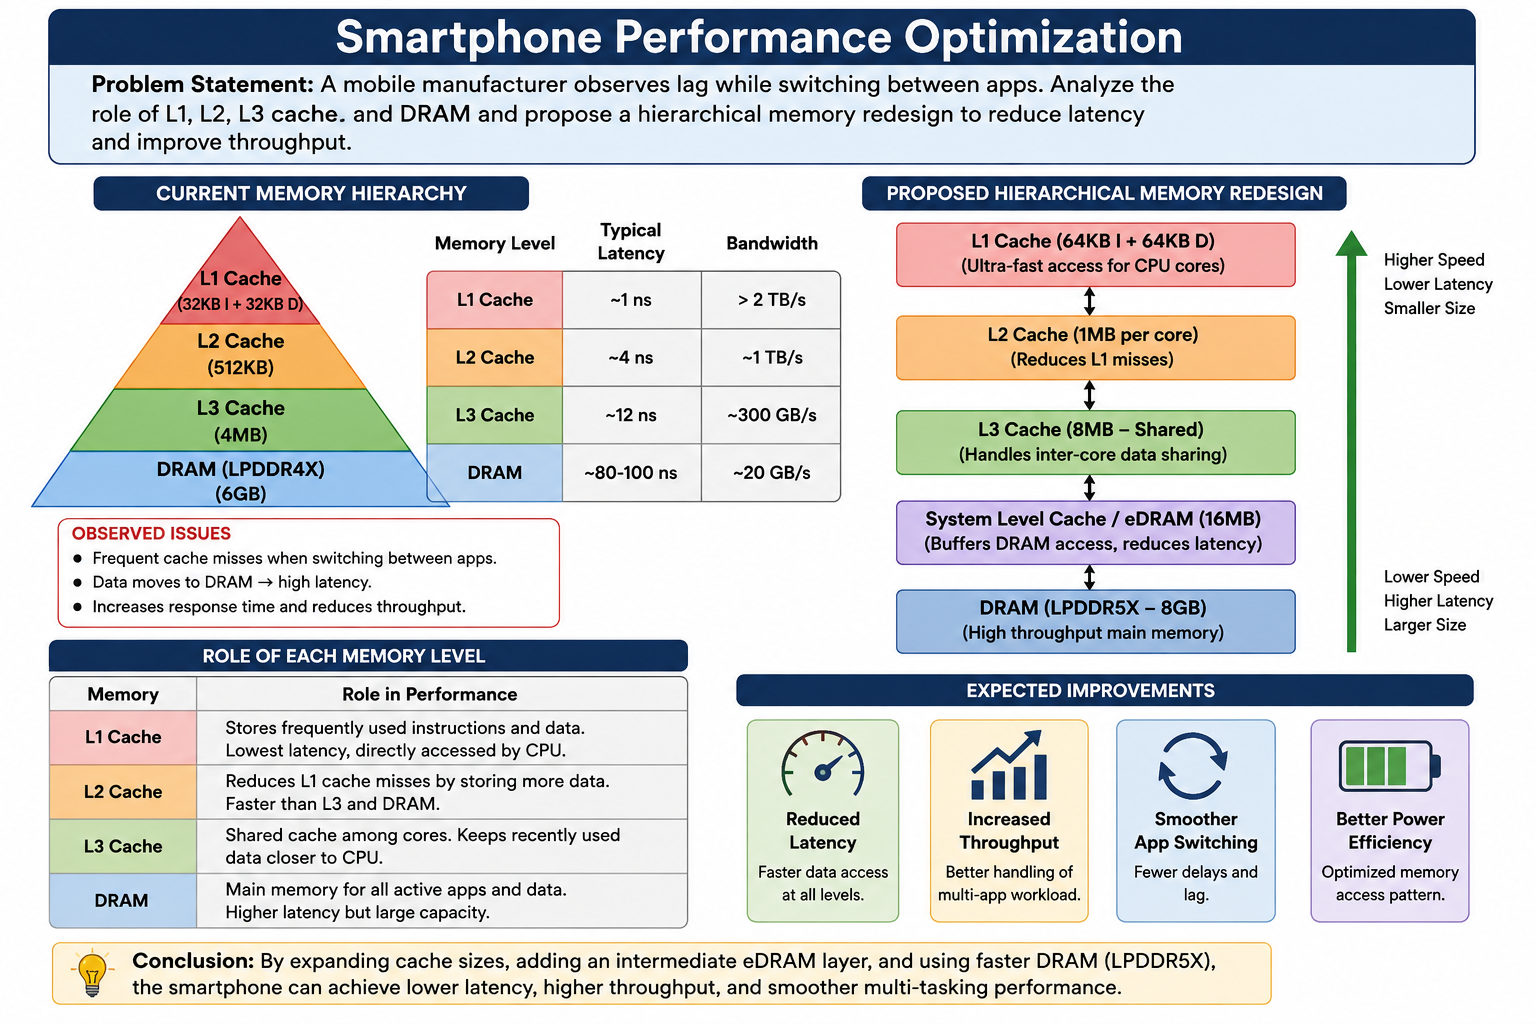 Smartphone Performance Optimization
Problem Statement: A mobile manufacturer observes lag while switching between apps. Analyze the
role of L1, L2, L3 cache. and DRAM and propose a hierarchical memory redesign to reduce latency
and improve throughput.
CURRENT MEMORY HIERARCHY
L1 Cache
(32KB I + 32KB D)
L2 Cache
(512KB)
L3 Cache
(4MB)
DRAM (LPDDR4X)
(6GB)
Memory Level
Typical
Latency
Bandwidth
L1 Cache
~1 ns
> 2 TB/s
L2 Cache
~4 ns
~1 TB/s
L3 Cache
~12 ns
~300 GB/s
DRAM
~80-100 ns
~20 GB/s
OBSERVED ISSUES
● Frequent cache misses when switching between apps.
● Data moves to DRAM → high latency.
● Increases response time and reduces throughput.
PROPOSED HIERARCHICAL MEMORY REDESIGN
L1 Cache (64KB I + 64KB D)
(Ultra-fast access for CPU cores)
L2 Cache (1MB per core)
(Reduces L1 misses)
L3 Cache (8MB – Shared)
(Handles inter-core data sharing)
System Level Cache / eDRAM (16MB)
(Buffers DRAM access, reduces latency)
DRAM (LPDDR5X – 8GB)
(High throughput main memory)
Higher Speed
Lower Latency
Smaller Size
Lower Speed
Higher Latency
Larger Size
ROLE OF EACH MEMORY LEVEL
Memory
Role in Performance
L1 Cache
Stores frequently used instructions and data.
Lowest latency, directly accessed by CPU.
L2 Cache
Reduces L1 cache misses by storing more data.
Faster than L3 and DRAM.
L3 Cache
Shared cache among cores. Keeps recently used
data closer to CPU.
DRAM
Main memory for all active apps and data.
Higher latency but large capacity.
EXPECTED IMPROVEMENTS
Reduced
Latency
Faster data access
at all levels.
Increased
Throughput
Better handling of
multi-app workload.
Smoother
App Switching
Fewer delays and
lag.
Better Power
Efficiency
Optimized memory
access pattern.
Conclusion: By expanding cache sizes, adding an intermediate eDRAM layer, and using faster DRAM (LPDDR5X),
the smartphone can achieve lower latency, higher throughput, and smoother multi-tasking performance.